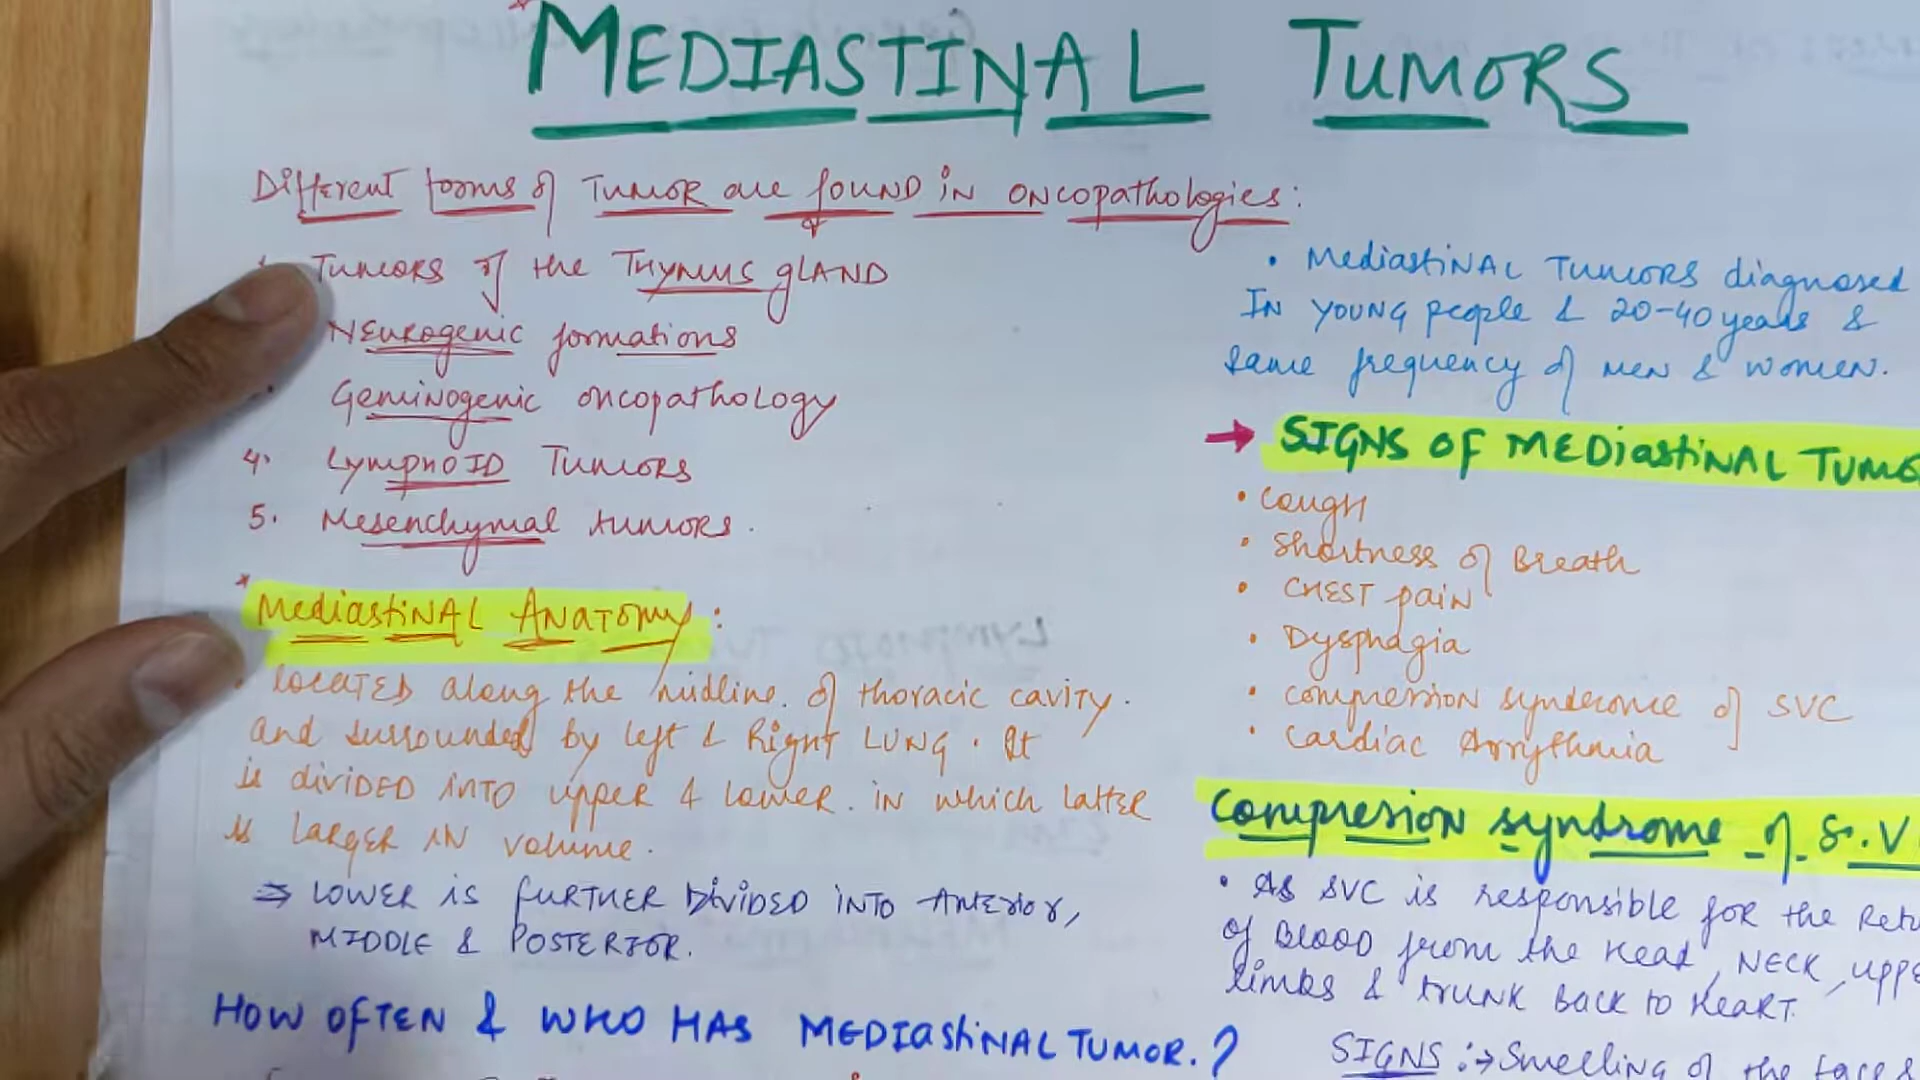 MEDIASTINAL TUMORS
Different forms of TUMOR are found in oncopathologies:
Tumors of the THYMUS gLAND
NEurogenic formations
Geminogenic oncopathology
4. LymphoID Tumors
5. Mesenchymal tumors.
MediastiNAL ANATOmy:
LOCATED along the midline. of thoracic cavity.
and surrounded by left & Right LUNG. It
is diviDED iNTO upper & lower. in which latter
is largER iN volume.
⇒ LOWER is further DiviDED iNTO Anterior,
MIDDLE & POSTERIOR.
HOW OFTEN & WHO HAS MEDIAStiNAL TUMOR.?
• MediastiNAL TUMORS diagnosed
IN YOUNG people & 20-40 years &
same frequency of men & women.
→ SIGNS OF MEDiastiNAL TUMO
• Cough
• Shortness of Breath
• CHEST pain
• Dysphagia
• compression syndrome of SVC
• Cardiac Arrythmia
Compresion syndrome of S.V
• As SVC is responsible for the Retu
of Blood from the Head, NECK, uppe
limbs & trunk Back to Heart.
SIGNS :→ Swelling of the face &